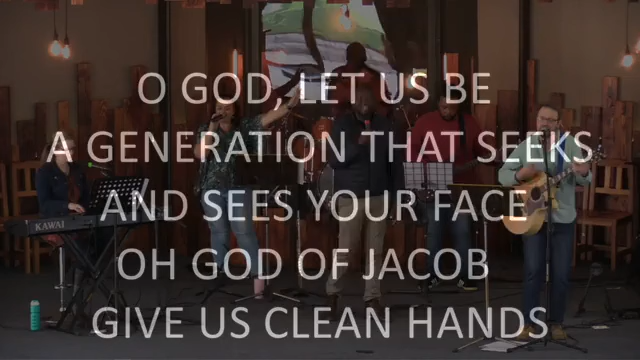 O GOD, LET US BE
A GENERATION THAT SEEKS
AND SEES YOUR FACE
OH GOD OF JACOB
GIVE US CLEAN HANDS
KAWAI